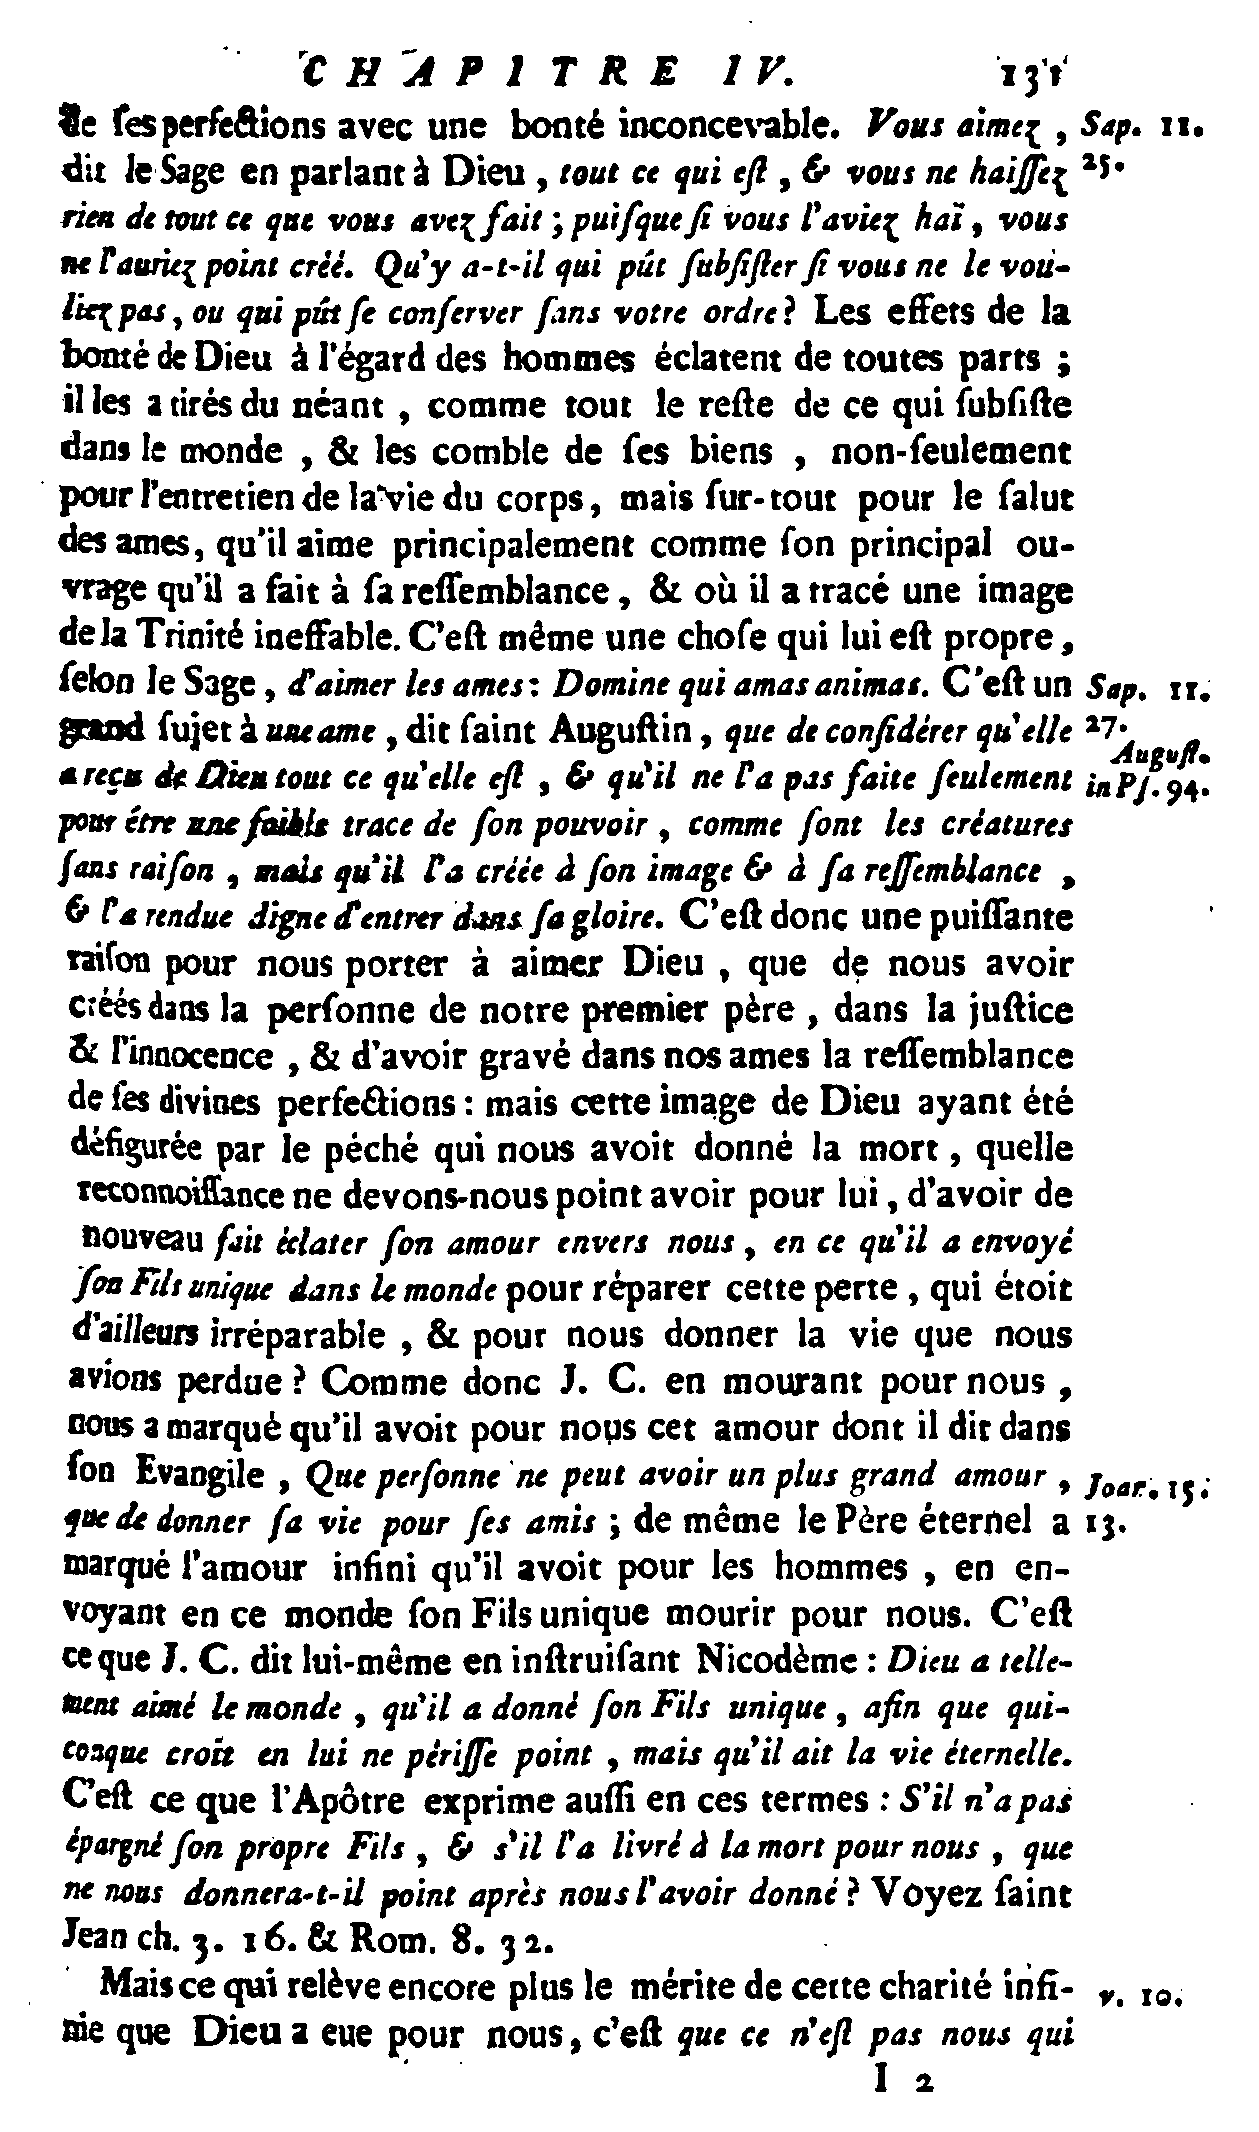 CHAPITRE IV. 131
de ſes perfections avec une bonté inconcevable. Vous aimez, Sap. 11.
dit le Sage en parlant à Dieu, tout ce qui eſt, & vous ne haïſſez 25.
rien de tout ce que vous avez fait; puiſque ſi vous l'aviez haï, vous
ne l'auriez point créé. Qu'y a-t-il qui pût ſubſiſter ſi vous ne le vou-
liez pas, ou qui pût ſe conſerver ſans votre ordre? Les effets de la
bonté de Dieu à l'égard des hommes éclatent de toutes parts;
il les a tirés du néant, comme tout le reſte de ce qui ſubſiſte
dans le monde, & les comble de ſes biens, non-ſeulement
pour l'entretien de la vie du corps, mais ſur-tout pour le ſalut
des ames, qu'il aime principalement comme ſon principal ou-
vrage qu'il a fait à ſa reſſemblance, & où il a tracé une image
de la Trinité ineffable. C'eſt même une choſe qui lui eſt propre,
ſelon le Sage, d'aimer les ames: Domine qui amas animas. C'eſt un Sap. 11.
grand ſujet à une ame, dit ſaint Auguſtin, que de conſidérer qu'elle 27.
Auguſt.
a reçu de Dieu tout ce qu'elle eſt, & qu'il ne l'a pas faite ſeulement in Pſ. 94.
pour être une foible trace de ſon pouvoir, comme ſont les créatures
ſans raiſon, mais qu'il l'a créée à ſon image & à ſa reſſemblance,
& l'a rendue digne d'entrer dans ſa gloire. C'eſt donc une puiſſante
raiſon pour nous porter à aimer Dieu, que de nous avoir
créés dans la perſonne de notre premier père, dans la juſtice
& l'innocence, & d'avoir gravé dans nos ames la reſſemblance
de ſes divines perfections: mais cette image de Dieu ayant été
défigurée par le péché qui nous avoit donné la mort, quelle
reconnoiſſance ne devons-nous point avoir pour lui, d'avoir de
nouveau fait éclater ſon amour envers nous, en ce qu'il a envoyé
ſon Fils unique dans le monde pour réparer cette perte, qui étoit
d'ailleurs irréparable, & pour nous donner la vie que nous
avions perdue? Comme donc J. C. en mourant pour nous,
nous a marqué qu'il avoit pour nous cet amour dont il dit dans
ſon Evangile, Que perſonne ne peut avoir un plus grand amour, Joan. 15.
que de donner ſa vie pour ſes amis; de même le Père éternel a 13.
marqué l'amour infini qu'il avoit pour les hommes, en en-
voyant en ce monde ſon Fils unique mourir pour nous. C'eſt
ce que J. C. dit lui-même en inſtruiſant Nicodème: Dieu a telle-
ment aimé le monde, qu'il a donné ſon Fils unique, afin que qui-
conque croit en lui ne périſſe point, mais qu'il ait la vie éternelle.
C'eſt ce que l'Apôtre exprime auſſi en ces termes: S'il n'a pas
épargné ſon propre Fils, & s'il l'a livré à la mort pour nous, que
ne nous donnera-t-il point après nous l'avoir donné? Voyez ſaint
Jean ch. 3. 16. & Rom. 8. 32.
Mais ce qui relève encore plus le mérite de cette charité infi- v. 10.
nie que Dieu a eue pour nous, c'eſt que ce n'eſt pas nous qui
I 2